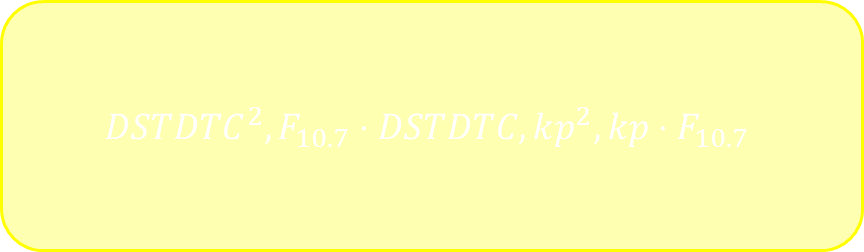 DSTDTC², F₁₀.₇ · DSTDTC, kp², kp · F₁₀.₇